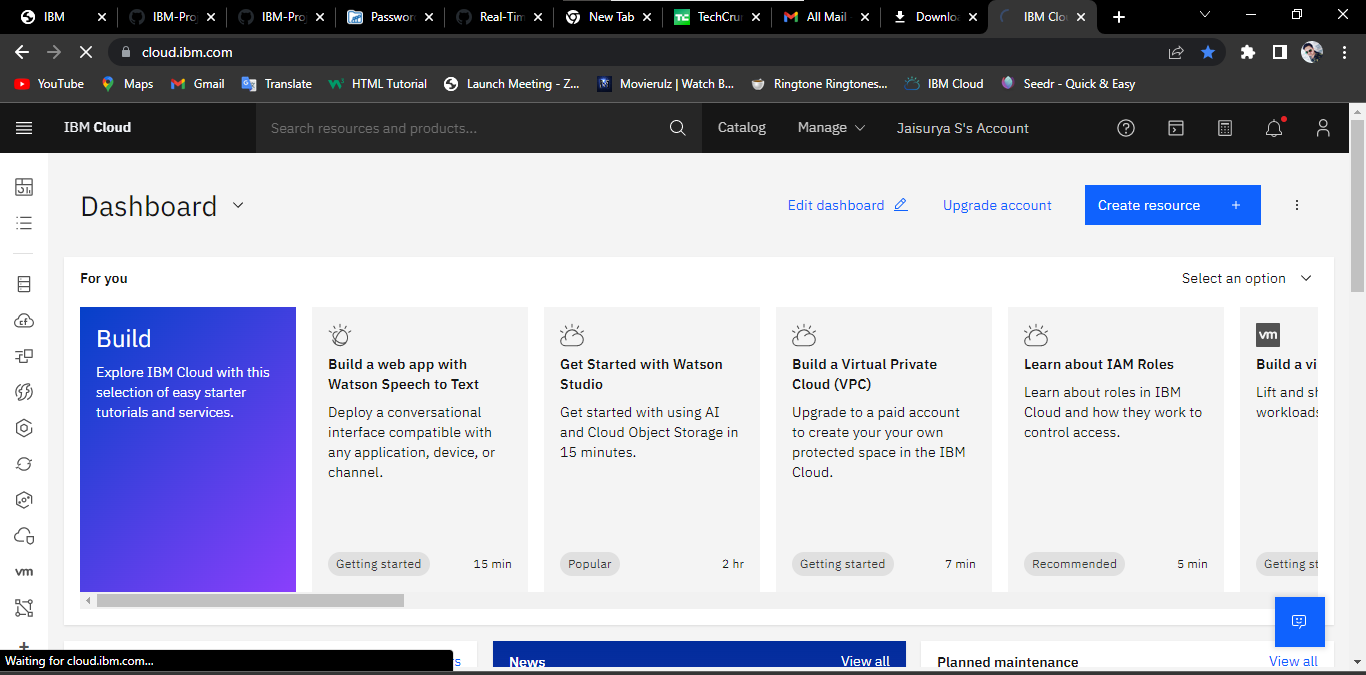 IBM
IBM-Pro
IBM-Pro
Passwor
Real-Tim
New Tab
TechCru
All Mail
Downlo
IBM Clo
cloud.ibm.com
YouTube
Maps
Gmail
Translate
HTML Tutorial
Launch Meeting - Z...
Movierulz | Watch B...
Ringtone Ringtones...
IBM Cloud
Seedr - Quick & Easy
IBM Cloud
Search resources and products...
Catalog
Manage
Jaisurya S's Account
Dashboard
Edit dashboard
Upgrade account
Create resource +
For you
Select an option
Build
Explore IBM Cloud with this
selection of easy starter
tutorials and services.
Build a web app with
Watson Speech to Text
Deploy a conversational
interface compatible with
any application, device, or
channel.
Getting started
15 min
Get Started with Watson
Studio
Get started with using AI
and Cloud Object Storage in
15 minutes.
Popular
2 hr
Build a Virtual Private
Cloud (VPC)
Upgrade to a paid account
to create your your own
protected space in the IBM
Cloud.
Getting started
7 min
Learn about IAM Roles
Learn about roles in IBM
Cloud and how they work to
control access.
Recommended
5 min
vm
Build a vi
Lift and sh
workloads
Getting st
vm
News
View all
Planned maintenance
View all
Waiting for cloud.ibm.com...